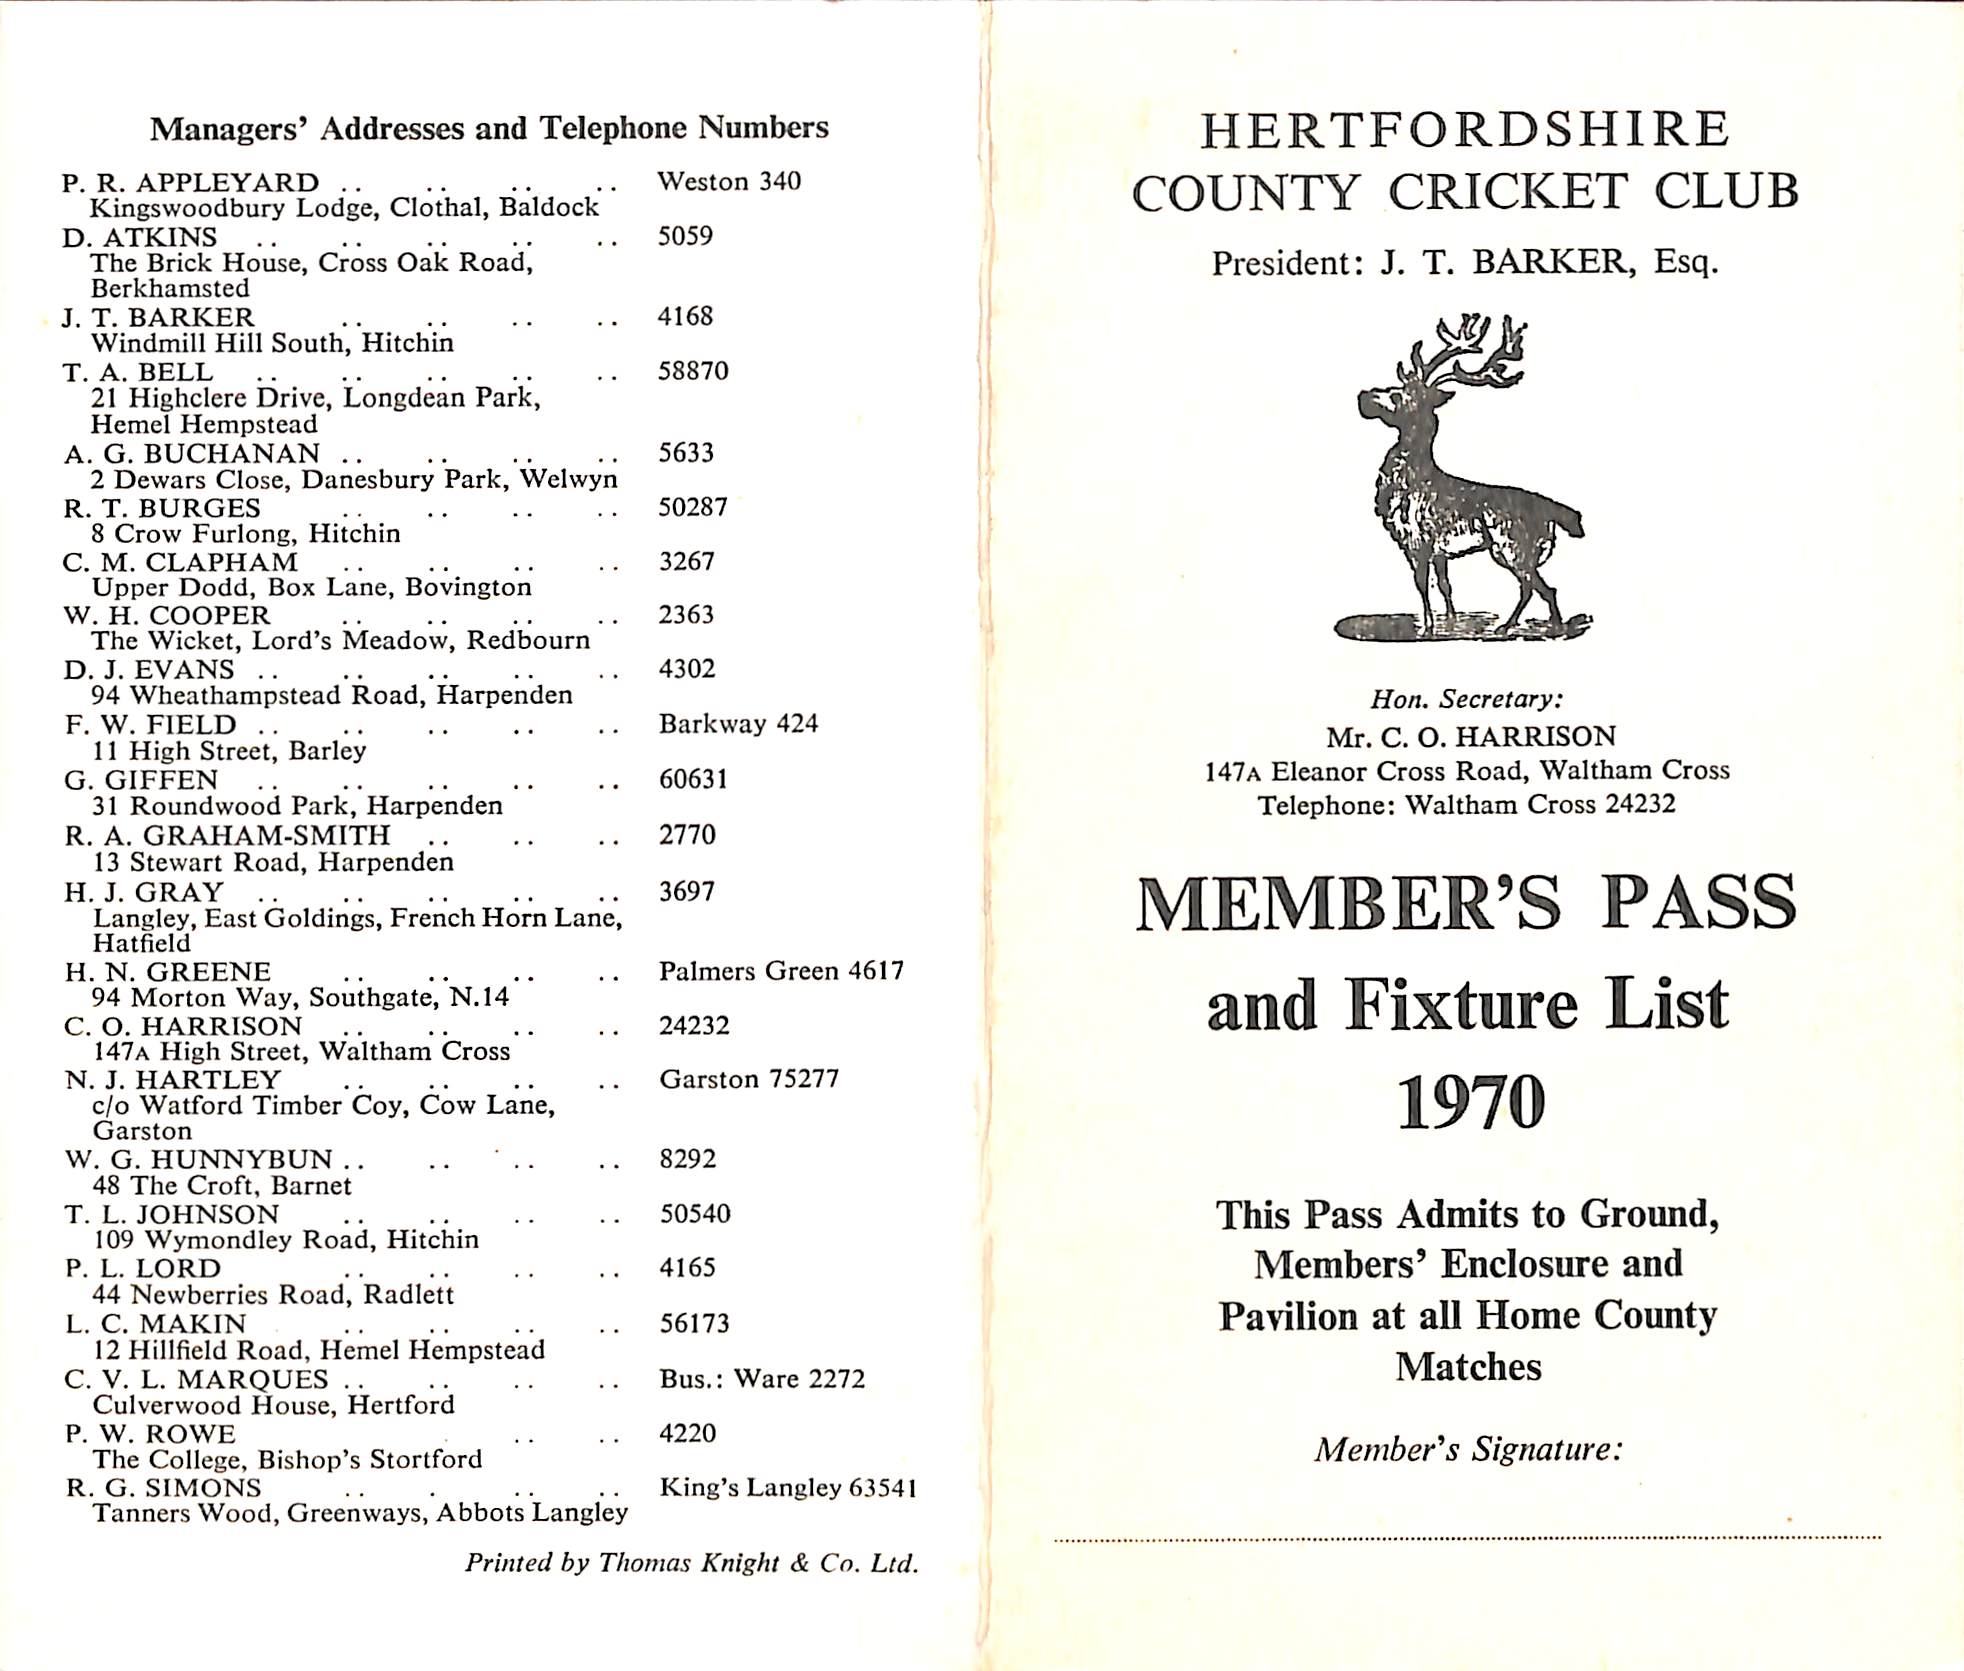 Managers' Addresses and Telephone Numbers
P. R. APPLEYARD .. .. .. .. Weston 340
Kingswoodbury Lodge, Clothal, Baldock
D. ATKINS .. .. .. .. .. 5059
The Brick House, Cross Oak Road,
Berkhamsted
J. T. BARKER .. .. .. .. 4168
Windmill Hill South, Hitchin
T. A. BELL .. .. .. .. .. 58870
21 Highclere Drive, Longdean Park,
Hemel Hempstead
A. G. BUCHANAN .. .. .. .. 5633
2 Dewars Close, Danesbury Park, Welwyn
R. T. BURGES .. .. .. .. 50287
8 Crow Furlong, Hitchin
C. M. CLAPHAM .. .. .. .. 3267
Upper Dodd, Box Lane, Bovington
W. H. COOPER .. .. .. .. 2363
The Wicket, Lord's Meadow, Redbourn
D. J. EVANS .. .. .. .. .. 4302
94 Wheathampstead Road, Harpenden
F. W. FIELD .. .. .. .. .. Barkway 424
11 High Street, Barley
G. GIFFEN .. .. .. .. .. 60631
31 Roundwood Park, Harpenden
R. A. GRAHAM-SMITH .. .. .. 2770
13 Stewart Road, Harpenden
H. J. GRAY .. .. .. .. .. 3697
Langley, East Goldings, French Horn Lane,
Hatfield
H. N. GREENE .. .. .. .. Palmers Green 4617
94 Morton Way, Southgate, N.14
C. O. HARRISON .. .. .. .. 24232
147A High Street, Waltham Cross
N. J. HARTLEY .. .. .. .. Garston 75277
c/o Watford Timber Coy, Cow Lane,
Garston
W. G. HUNNYBUN .. .. .. .. 8292
48 The Croft, Barnet
T. L. JOHNSON .. .. .. .. 50540
109 Wymondley Road, Hitchin
P. L. LORD .. .. .. .. 4165
44 Newberries Road, Radlett
L. C. MAKIN .. .. .. .. 56173
12 Hillfield Road, Hemel Hempstead
C. V. L. MARQUES .. .. .. .. Bus.: Ware 2272
Culverwood House, Hertford
P. W. ROWE .. .. 4220
The College, Bishop's Stortford
R. G. SIMONS .. . .. .. King's Langley 63541
Tanners Wood, Greenways, Abbots Langley
Printed by Thomas Knight & Co. Ltd.
HERTFORDSHIRE
COUNTY CRICKET CLUB
President: J. T. BARKER, Esq.
Hon. Secretary:
Mr. C. O. HARRISON
147A Eleanor Cross Road, Waltham Cross
Telephone: Waltham Cross 24232
MEMBER'S PASS
and Fixture List
1970
This Pass Admits to Ground,
Members' Enclosure and
Pavilion at all Home County
Matches
Member's Signature: